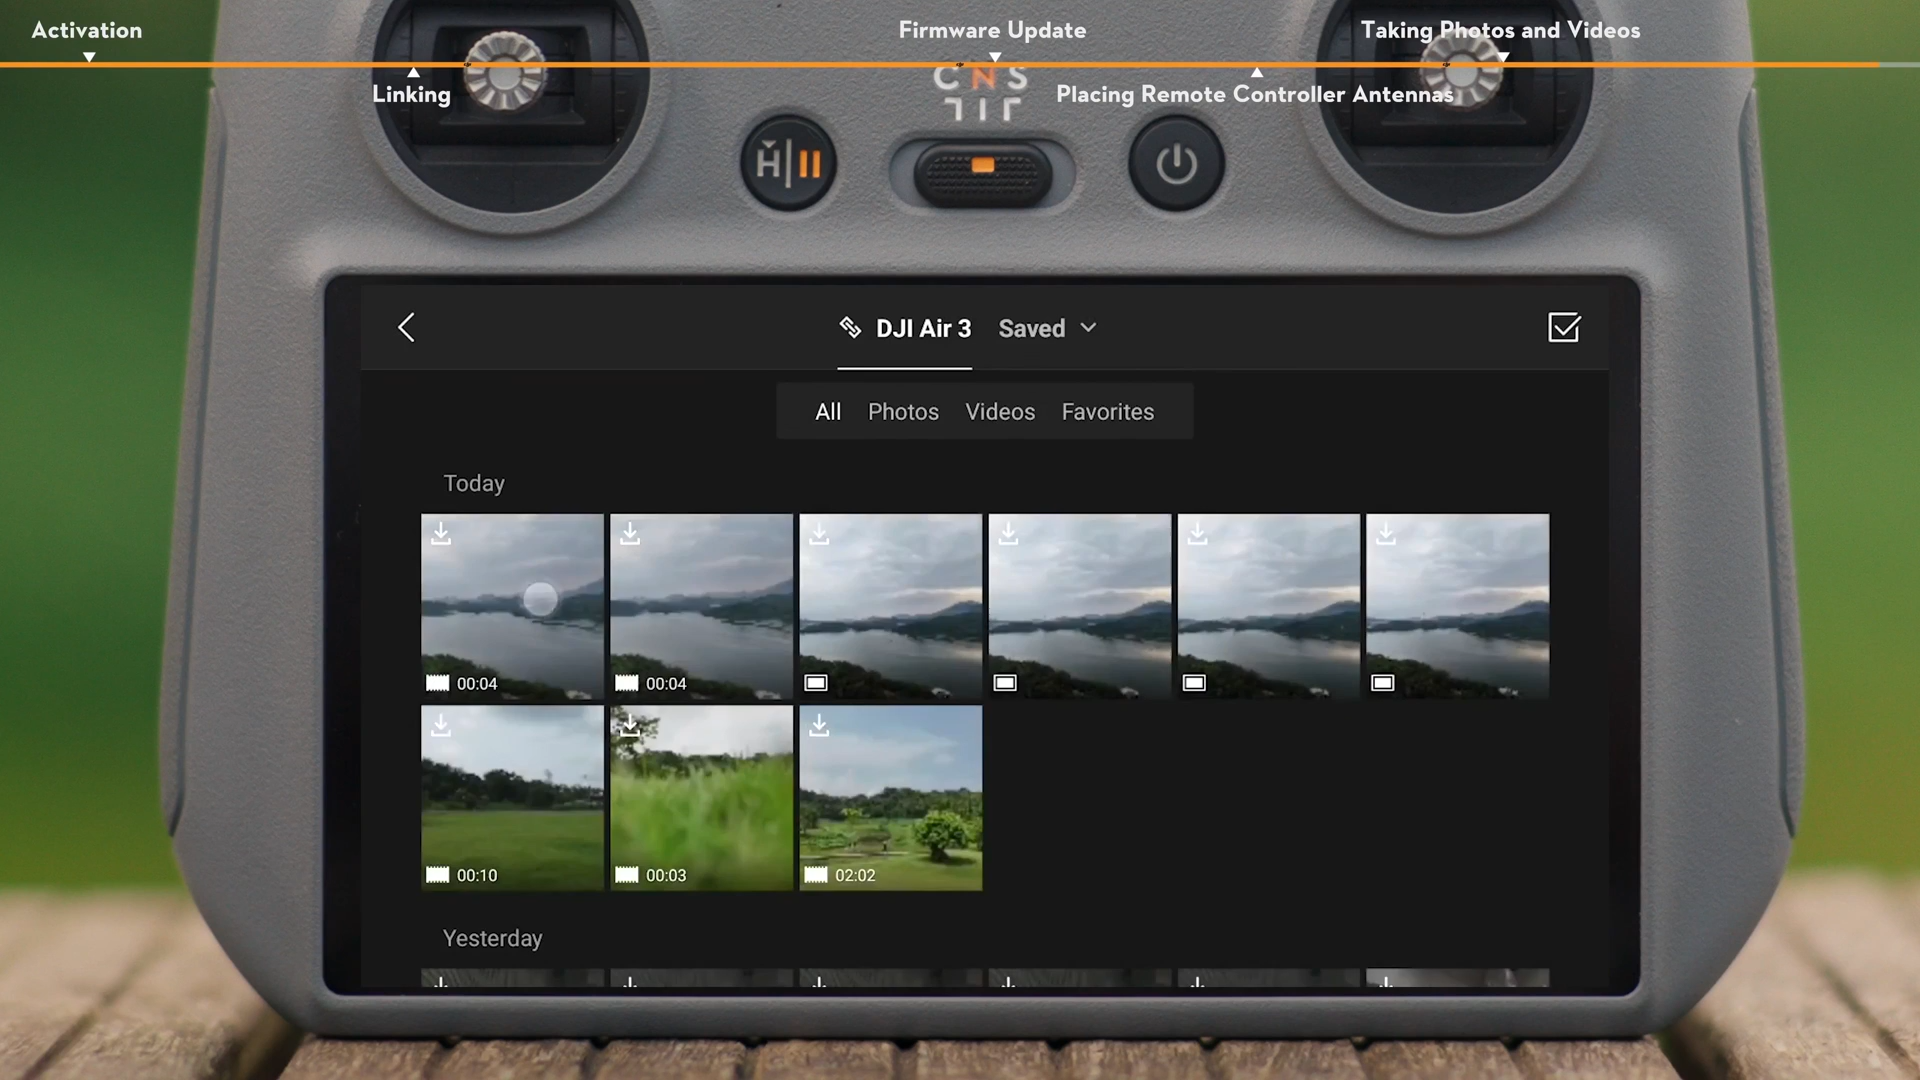 Activation
Firmware Update
Taking Photos and Videos
Linking
Placing Remote Controller Antennas
C N S
H
DJI Air 3
Saved
All Photos Videos Favorites
Today
00:04
00:04
00:10
00:03
02:02
Yesterday